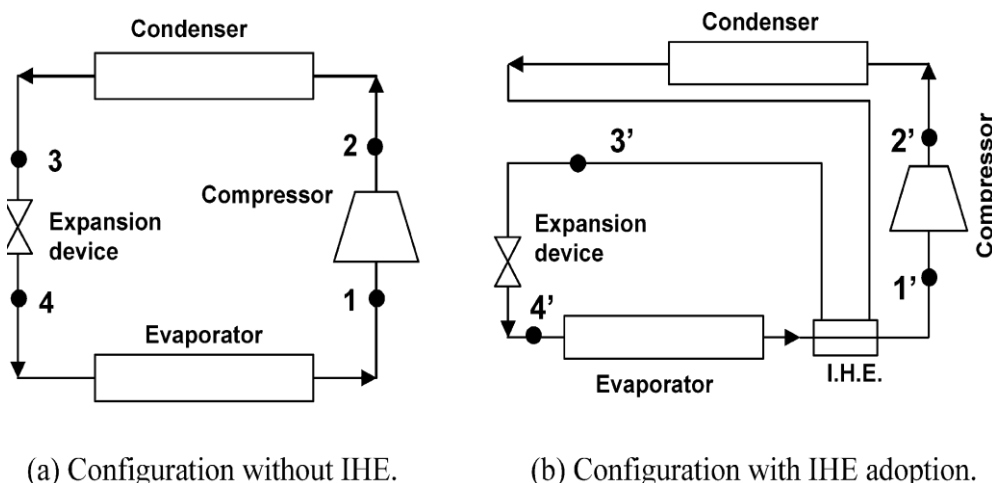 Condenser
3
2
Compressor
Expansion
device
4
1
Evaporator
(a) Configuration without IHE.
Condenser
3’
2’
Compressor
Expansion
device
1’
4’
Evaporator
I.H.E.
(b) Configuration with IHE adoption.